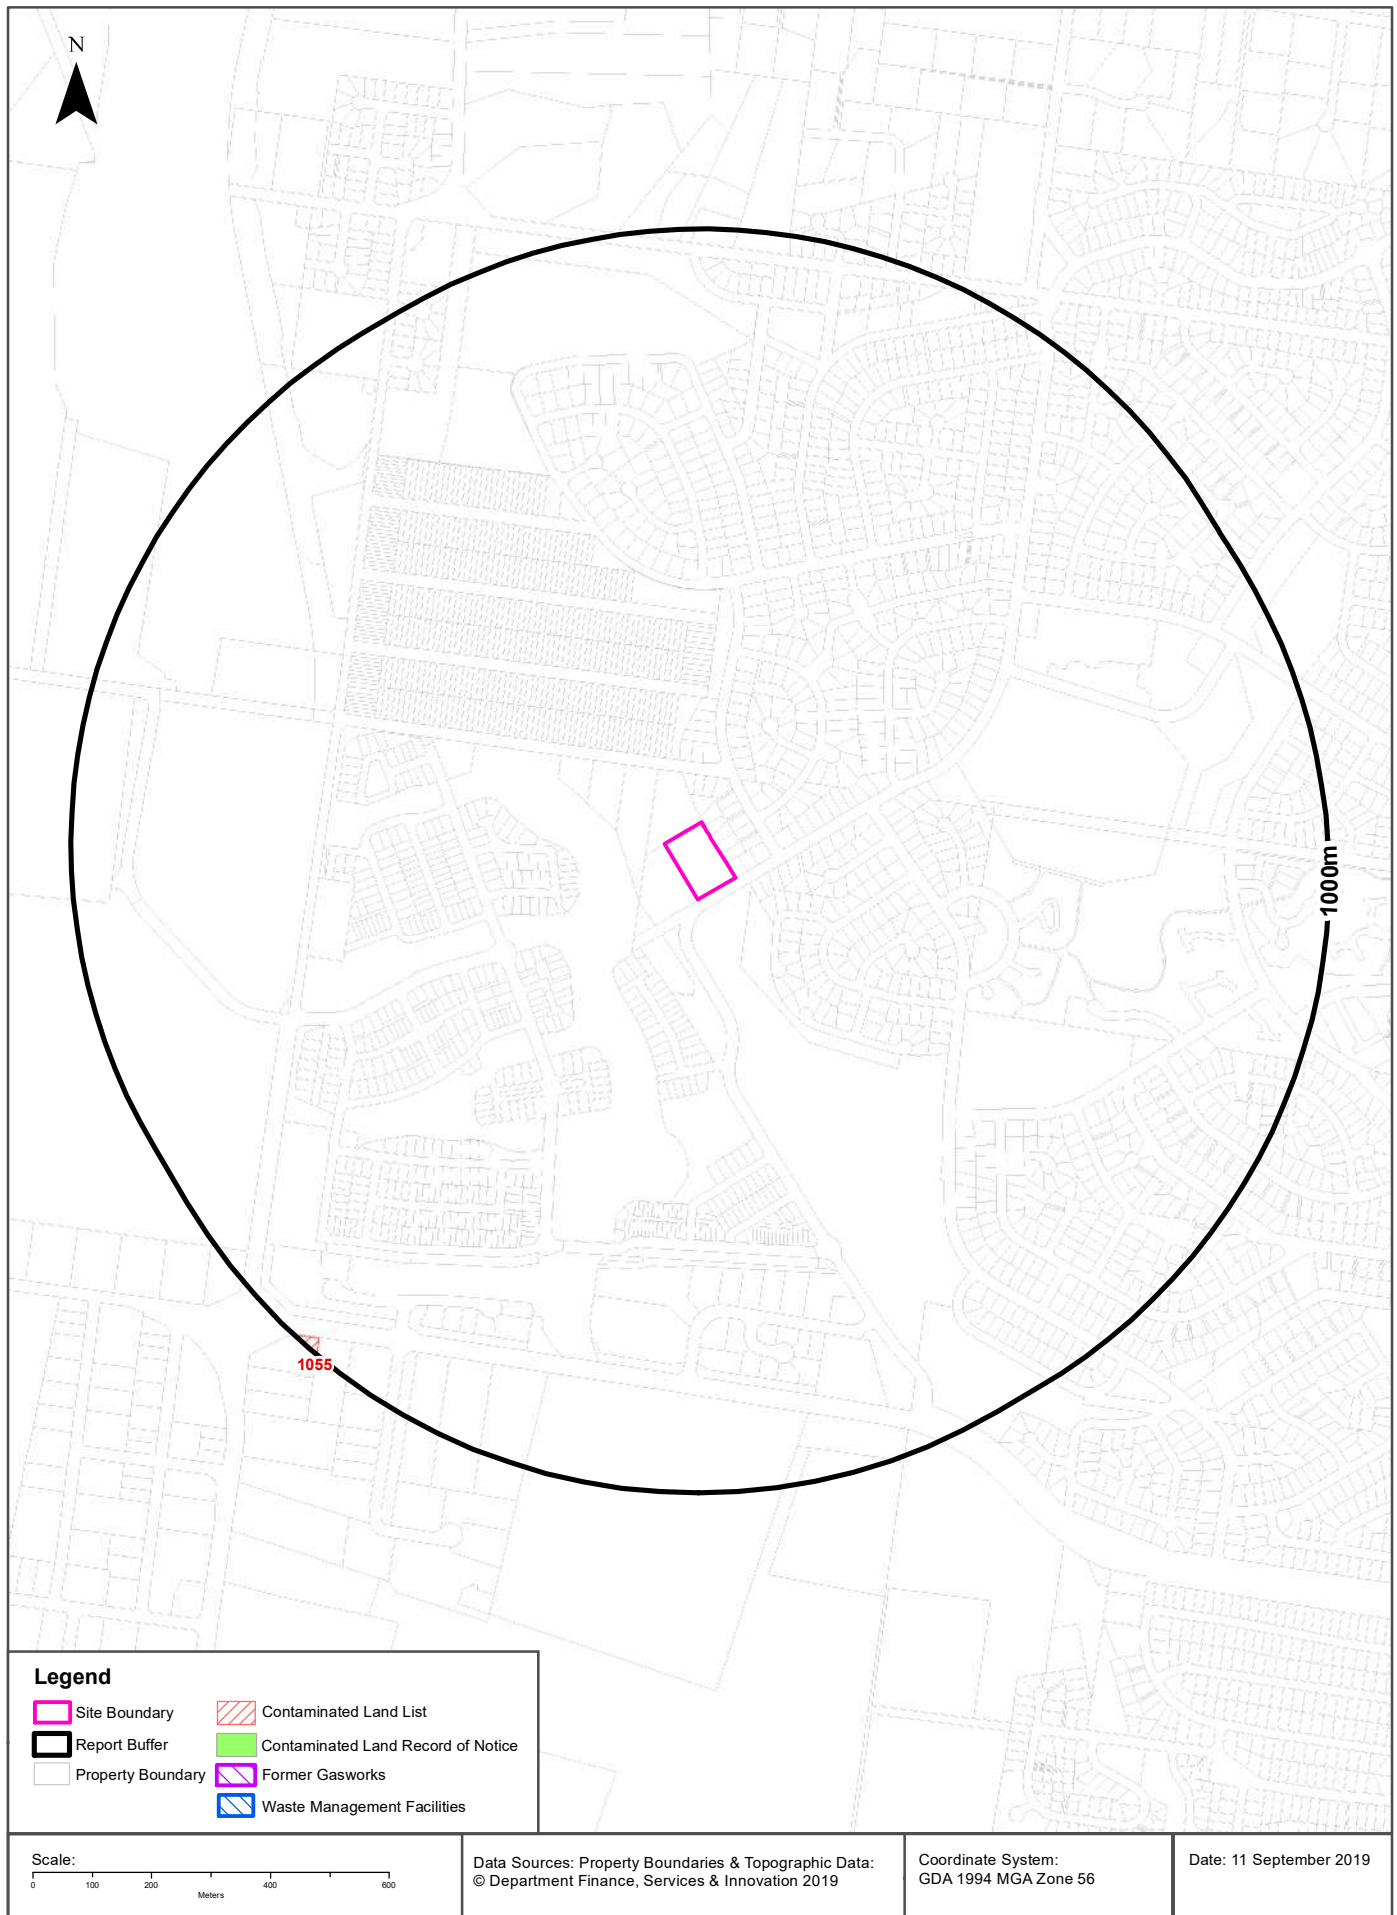 N
1000m
1055
Legend
Site Boundary
Report Buffer
Property Boundary
Contaminated Land List
Contaminated Land Record of Notice
Former Gasworks
Waste Management Facilities
Scale:
0 100 200 400 600
Meters
Data Sources: Property Boundaries & Topographic Data:
© Department Finance, Services & Innovation 2019
Coordinate System:
GDA 1994 MGA Zone 56
Date: 11 September 2019